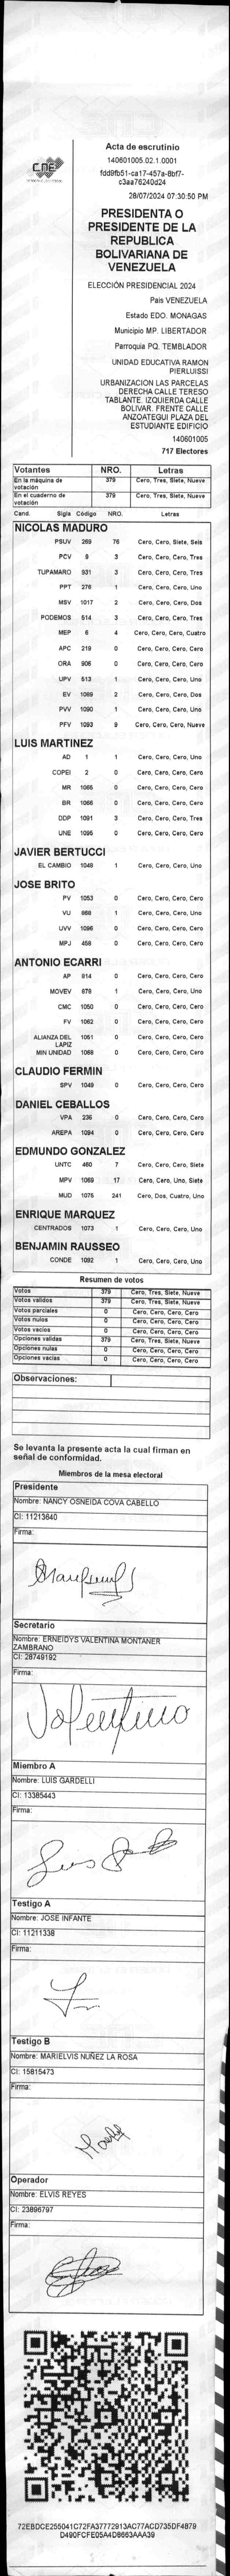 CNE
Acta de escrutinio
140601005.02.1.0001
fdd9fb51-ca17-457a-8bf7-
c3aa76240d24
28/07/2024 07:30:50 PM
PRESIDENTA O
PRESIDENTE DE LA
REPUBLICA
BOLIVARIANA DE
VENEZUELA
ELECCIÓN PRESIDENCIAL 2024
Pais VENEZUELA
Estado EDO. MONAGAS
Municipio MP. LIBERTADOR
Parroquia PQ. TEMBLADOR
UNIDAD EDUCATIVA RAMON
PIERLUISSI
URBANIZACIÓN LAS PARCELAS
DERECHA CALLE TERESO
TABLANTE. IZQUIERDA CALLE
BOLIVAR. FRENTE CALLE
ANZOATEGUI PLAZA DEL
ESTUDIANTE EDIFICIO
140601005
717 Electores
Votantes NRO. Letras
En la máquina de votación 379 Cero, Tres, Siete, Nueve
En el cuaderno de votación 379 Cero, Tres, Siete, Nueve
Cand. Sigla Código NRO. Letras
NICOLAS MADURO
PSUV 269 76 Cero, Cero, Siete, Seis
PCV 9 3 Cero, Cero, Cero, Tres
TUPAMARO 931 3 Cero, Cero, Cero, Tres
PPT 276 1 Cero, Cero, Cero, Uno
MSV 1017 2 Cero, Cero, Cero, Dos
PODEMOS 514 3 Cero, Cero, Cero, Tres
MEP 6 4 Cero, Cero, Cero, Cuatro
APC 219 0 Cero, Cero, Cero, Cero
ORA 906 0 Cero, Cero, Cero, Cero
UPV 513 1 Cero, Cero, Cero, Uno
EV 1089 2 Cero, Cero, Cero, Dos
PVV 1090 1 Cero, Cero, Cero, Uno
PFV 1093 9 Cero, Cero, Cero, Nueve
LUIS MARTINEZ
AD 1 1 Cero, Cero, Cero, Uno
COPEI 2 0 Cero, Cero, Cero, Cero
MR 1065 0 Cero, Cero, Cero, Cero
BR 1066 0 Cero, Cero, Cero, Cero
DDP 1091 3 Cero, Cero, Cero, Tres
UNE 1095 0 Cero, Cero, Cero, Cero
JAVIER BERTUCCI
EL CAMBIO 1048 1 Cero, Cero, Cero, Uno
JOSE BRITO
PV 1053 0 Cero, Cero, Cero, Cero
VU 868 1 Cero, Cero, Cero, Uno
UVV 1096 0 Cero, Cero, Cero, Cero
MPJ 458 0 Cero, Cero, Cero, Cero
ANTONIO ECARRI
AP 814 0 Cero, Cero, Cero, Cero
MOVEV 878 1 Cero, Cero, Cero, Uno
CMC 1050 0 Cero, Cero, Cero, Cero
FV 1062 0 Cero, Cero, Cero, Cero
ALIANZA DEL LAPIZ 1051 0 Cero, Cero, Cero, Cero
MIN UNIDAD 1068 0 Cero, Cero, Cero, Cero
CLAUDIO FERMIN
SPV 1049 0 Cero, Cero, Cero, Cero
DANIEL CEBALLOS
VPA 236 0 Cero, Cero, Cero, Cero
AREPA 1094 0 Cero, Cero, Cero, Cero
EDMUNDO GONZALEZ
UNTC 460 7 Cero, Cero, Cero, Siete
MPV 1069 17 Cero, Cero, Uno, Siete
MUD 1075 241 Cero, Dos, Cuatro, Uno
ENRIQUE MARQUEZ
CENTRADOS 1073 1 Cero, Cero, Cero, Uno
BENJAMIN RAUSSEO
CONDE 1092 1 Cero, Cero, Cero, Uno
Resumen de votos
Votos 379 Cero, Tres, Siete, Nueve
Votos validos 379 Cero, Tres, Siete, Nueve
Votos parciales 0 Cero, Cero, Cero, Cero
Votos nulos 0 Cero, Cero, Cero, Cero
Votos vacios 0 Cero, Cero, Cero, Cero
Opciones validas 379 Cero, Tres, Siete, Nueve
Opciones nulas 0 Cero, Cero, Cero, Cero
Opciones vacias 0 Cero, Cero, Cero, Cero
Observaciones:
Se levanta la presente acta la cual firman en
señal de conformidad.
Miembros de la mesa electoral
Presidente
Nombre: NANCY OSNEIDA COVA CABELLO
CI: 11213640
Firma:
Secretario
Nombre: ERNEIDYS VALENTINA MONTANER
ZAMBRANO
CI: 28749192
Firma:
Valentina
Miembro A
Nombre: LUIS GARDELLI
CI: 13385443
Firma:
Testigo A
Nombre: JOSE INFANTE
CI: 11211338
Firma:
Testigo B
Nombre: MARIELVIS NUÑEZ LA ROSA
CI: 15815473
Firma:
Operador
Nombre: ELVIS REYES
CI: 23896797
Firma:
72EBDCE255041C72FA37772913AC77ACD735DF4879
D490FCFE05A4D8663AAA39